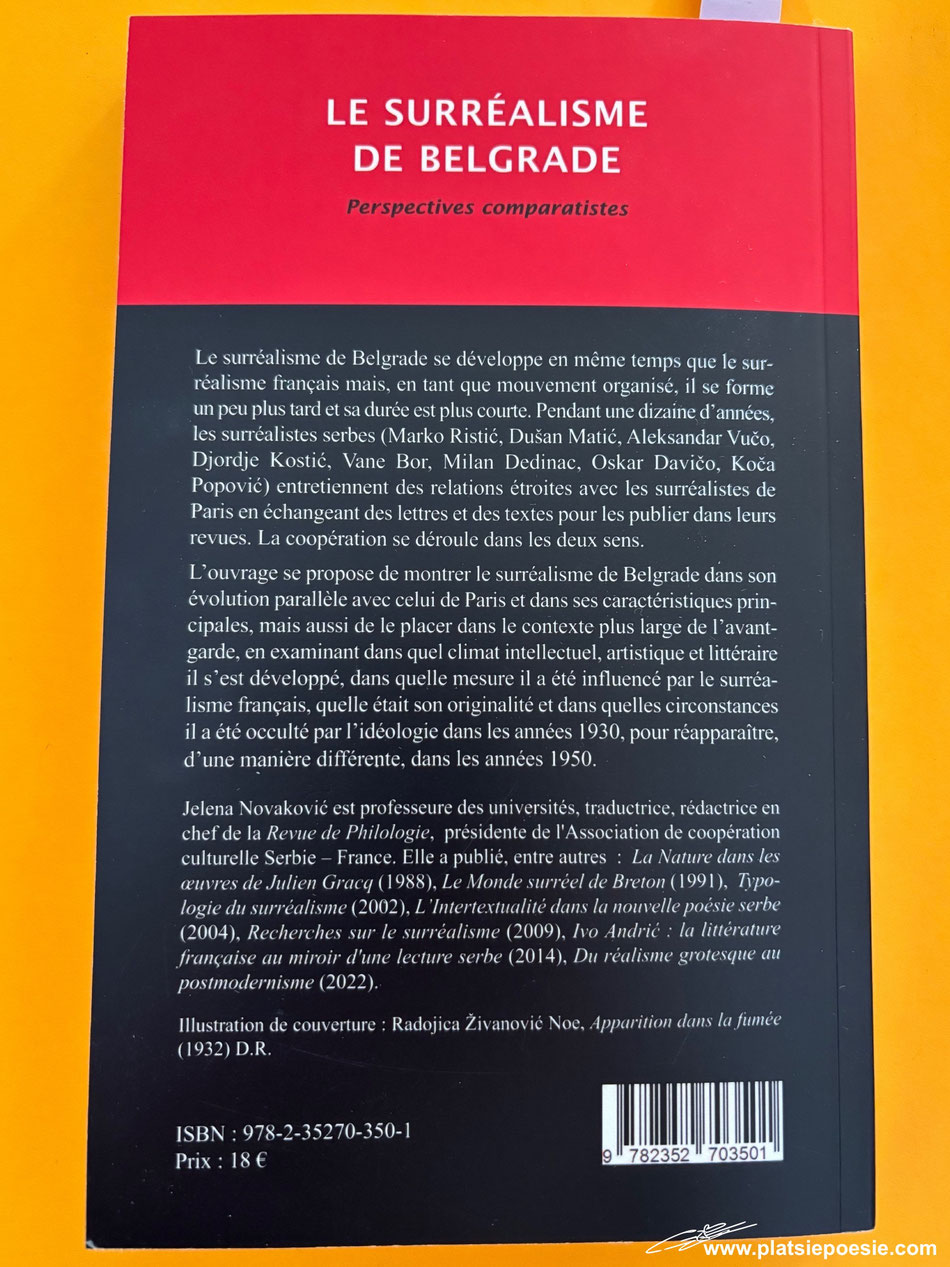 LE SURRÉALISME
DE BELGRADE
Perspectives comparatistes
Le surréalisme de Belgrade se développe en même temps que le sur-
réalisme français mais, en tant que mouvement organisé, il se forme
un peu plus tard et sa durée est plus courte. Pendant une dizaine d'années,
les surréalistes serbes (Marko Ristić, Dušan Matić, Aleksandar Vučo,
Djordje Kostić, Vane Bor, Milan Dedinac, Oskar Davičo, Koča
Popović) entretiennent des relations étroites avec les surréalistes de
Paris en échangeant des lettres et des textes pour les publier dans leurs
revues. La coopération se déroule dans les deux sens.
L'ouvrage se propose de montrer le surréalisme de Belgrade dans son
évolution parallèle avec celui de Paris et dans ses caractéristiques prin-
cipales, mais aussi de le placer dans le contexte plus large de l'avant-
garde, en examinant dans quel climat intellectuel, artistique et littéraire
il s'est développé, dans quelle mesure il a été influencé par le surréa-
lisme français, quelle était son originalité et dans quelles circonstances
il a été occulté par l'idéologie dans les années 1930, pour réapparaître,
d'une manière différente, dans les années 1950.
Jelena Novaković est professeure des universités, traductrice, rédactrice en
chef de la Revue de Philologie, présidente de l'Association de coopération
culturelle Serbie – France. Elle a publié, entre autres : La Nature dans les
œuvres de Julien Gracq (1988), Le Monde surréel de Breton (1991), Typo-
logie du surréalisme (2002), L'Intertextualité dans la nouvelle poésie serbe
(2004), Recherches sur le surréalisme (2009), Ivo Andrić : la littérature
française au miroir d'une lecture serbe (2014), Du réalisme grotesque au
postmodernisme (2022).
Illustration de couverture : Radojica Živanović Noe, Apparition dans la fumée
(1932) D.R.
ISBN : 978-2-35270-350-1
Prix : 18 €
9 782352 703501
www.platsiepoesie.com